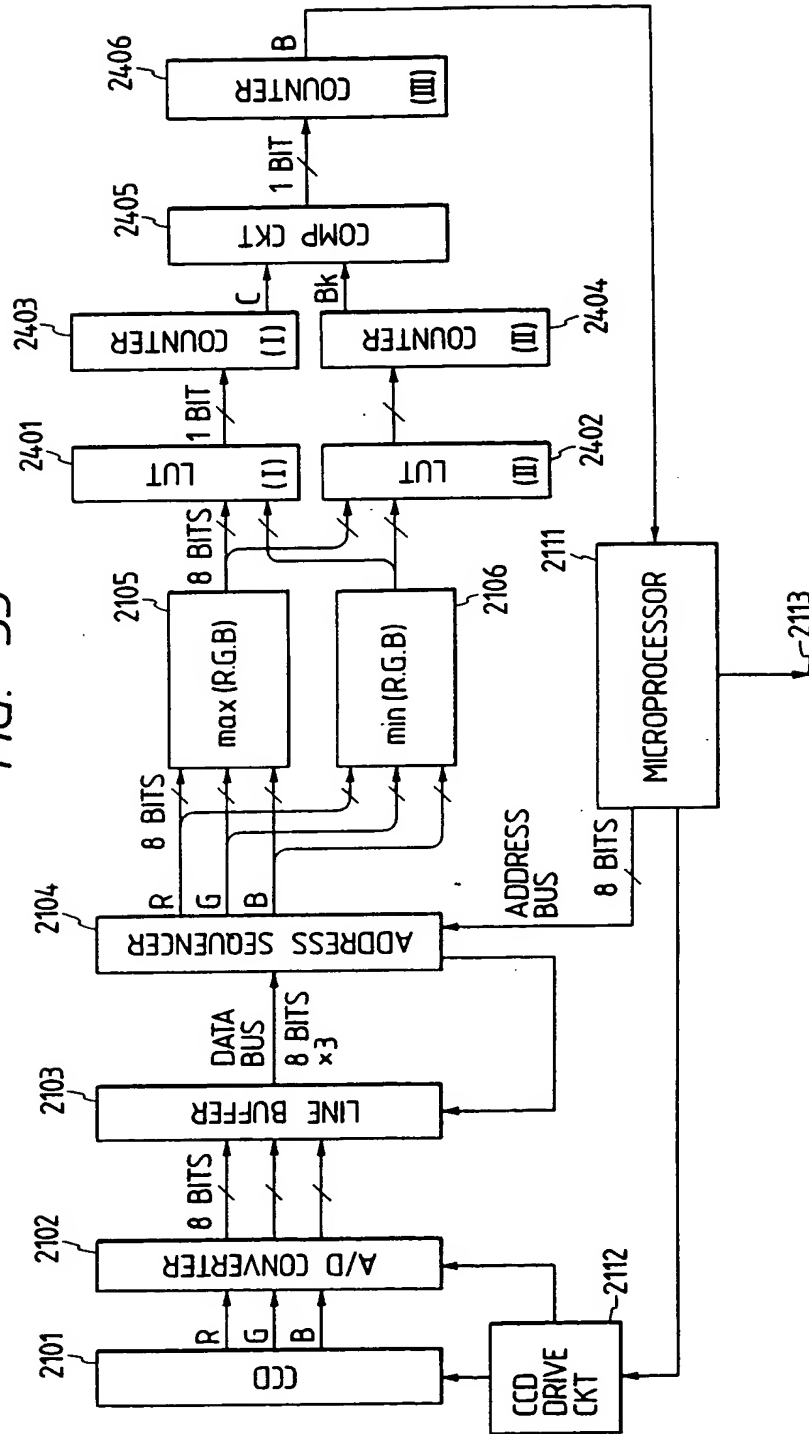 FIG.
2101
CCD
R
G
B
2102
A/D CONVERTER
8 BITS
2103
LINE BUFFER
DATA
BUS
8 BITS
×3
2104
ADDRESS SEQUENCER
R
G
B
8 BITS
2105
max (R.G.B)
min (R.G.B)
2106
8 BITS
2401
LUT
(I)
LUT
(II)
2402
1 BIT
2403
COUNTER
(I)
COUNTER
(II)
2404
C
Bk
2405
COMP CKT
1 BIT
2406
COUNTER
(III)
B
CCD
DRIVE
CKT
2112
ADDRESS
BUS
8 BITS
2111
MICROPROCESSOR
2113